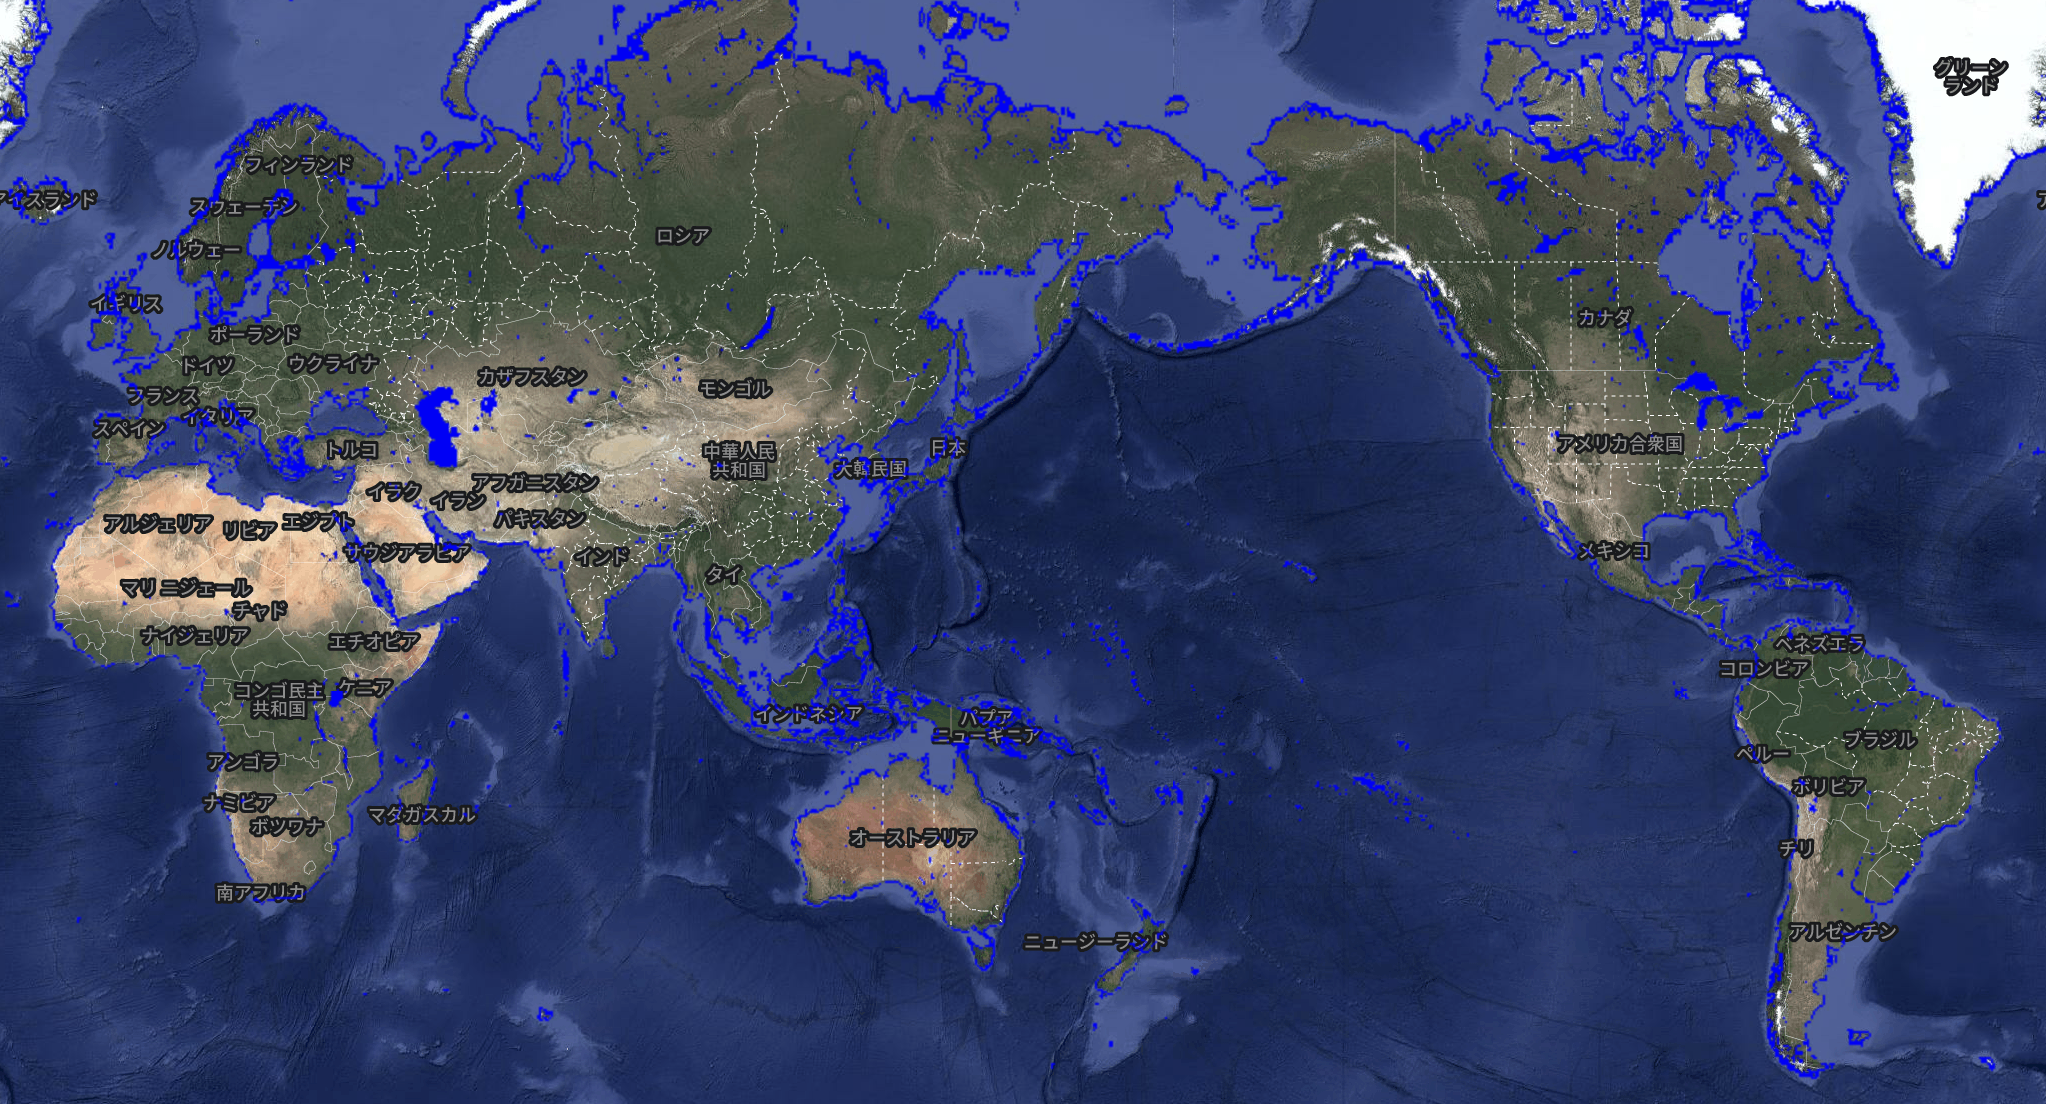 グリーン
ランド
フィンランド
アイスランド
スウェーデン
ロシア
ノルウェー
イギリス
カナダ
ポーランド
ドイツ
ウクライナ
カザフスタン
モンゴル
フランス
イタリア
スペイン
トルコ
中華人民
共和国
日本
大韓民国
アメリカ合衆国
アフガニスタン
イラク
イラン
パキスタン
アルジェリア
リビア
エジプト
サウジアラビア
インド
メキシコ
タイ
マリ
ニジェール
チャド
ナイジェリア
エチオピア
ベネズエラ
コロンビア
ケニア
コンゴ民主
共和国
インドネシア
パプア
ニューギニア
ブラジル
ペルー
アンゴラ
ボリビア
ナミビア
ボツワナ
マダガスカル
オーストラリア
チリ
南アフリカ
アルゼンチン
ニュージーランド